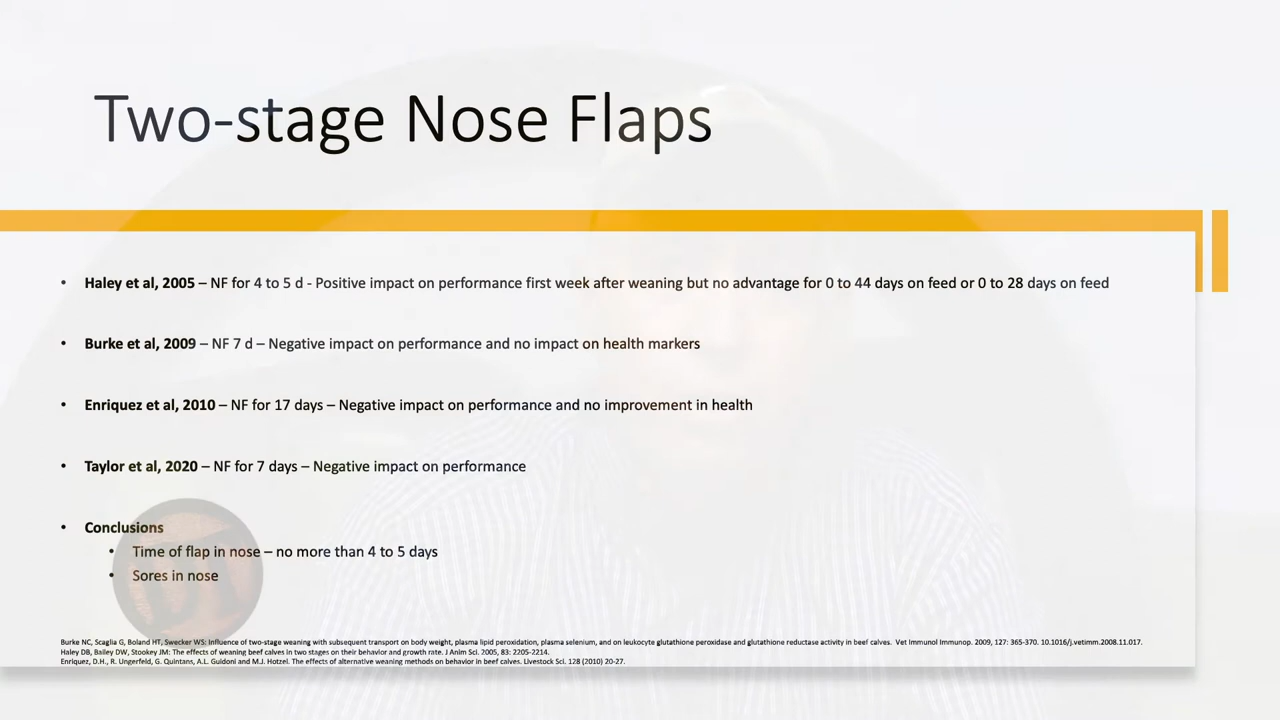 Two-stage Nose Flaps
• Haley et al, 2005 – NF for 4 to 5 d - Positive impact on performance first week after weaning but no advantage for 0 to 44 days on feed or 0 to 28 days on feed
• Burke et al, 2009 – NF 7 d – Negative impact on performance and no impact on health markers
• Enriquez et al, 2010 – NF for 17 days – Negative impact on performance and no improvement in health
• Taylor et al, 2020 – NF for 7 days – Negative impact on performance
• Conclusions
• Time of flap in nose – no more than 4 to 5 days
• Sores in nose
Burke NC, Scaglia G, Boland HT, Swecker WS: Influence of two-stage weaning with subsequent transport on body weight, plasma lipid peroxidation, plasma selenium, and on leukocyte glutathione peroxidase and glutathione reductase activity in beef calves. Vet Immunol Immunop. 2009, 127: 365-370. 10.1016/j.vetimm.2008.11.017.
Haley DB, Bailey DW, Stookey JM: The effects of weaning beef calves in two stages on their behavior and growth rate. J Anim Sci. 2005, 83: 2205-2214.
Enriquez, D.H., R. Ungerfeld, G. Quintans, A.L. Guidoni and M.J. Hotzel. The effects of alternative weaning methods on behavior in beef calves. Livestock Sci. 128 (2010) 20-27.